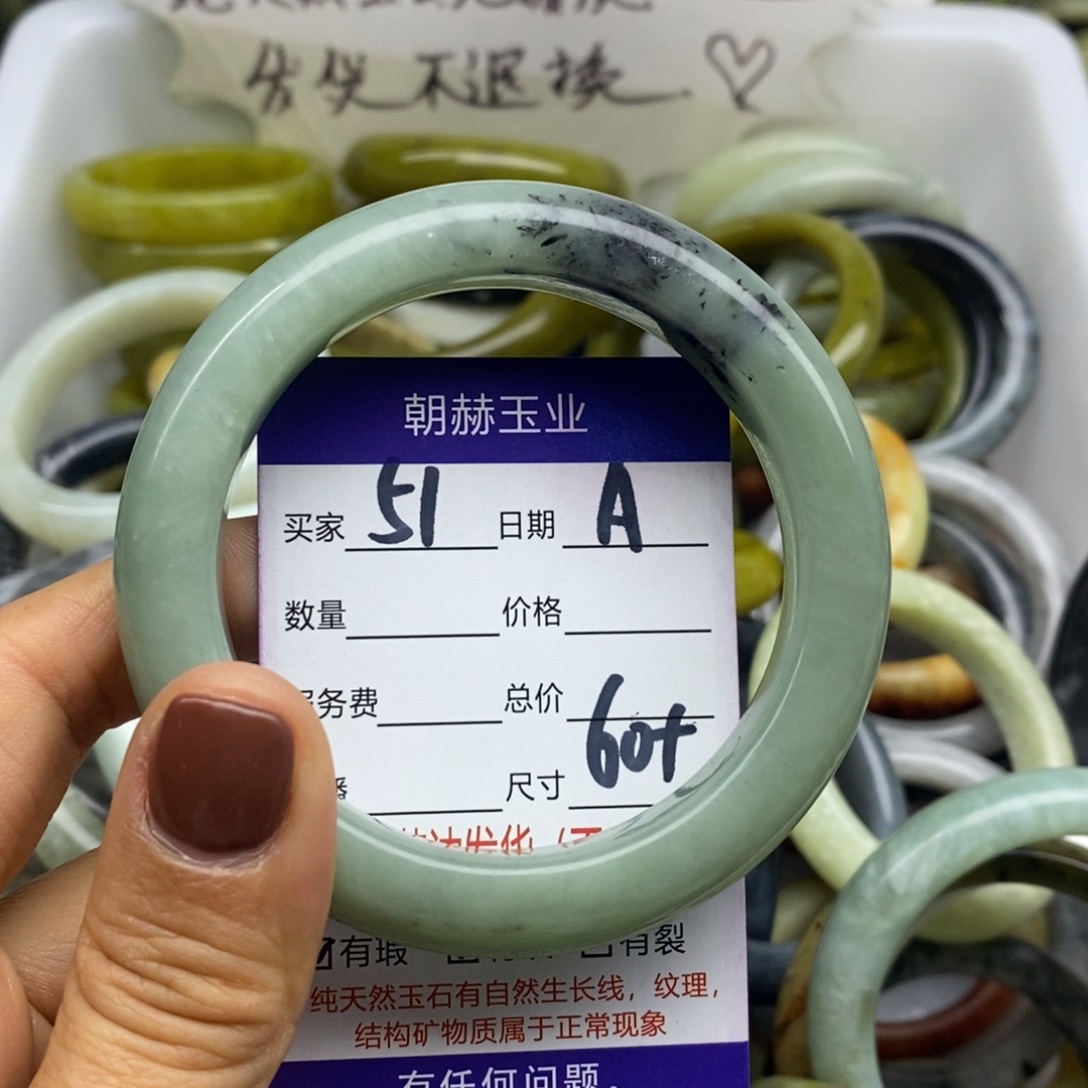 发货不退换
朝赫玉业
买家 51 日期 A
数量 价格
务费 总价
尺寸 60+
发货
有瑕 有裂
纯天然玉石有自然生长线，纹理，
结构矿物质属于正常现象
有任何问题，